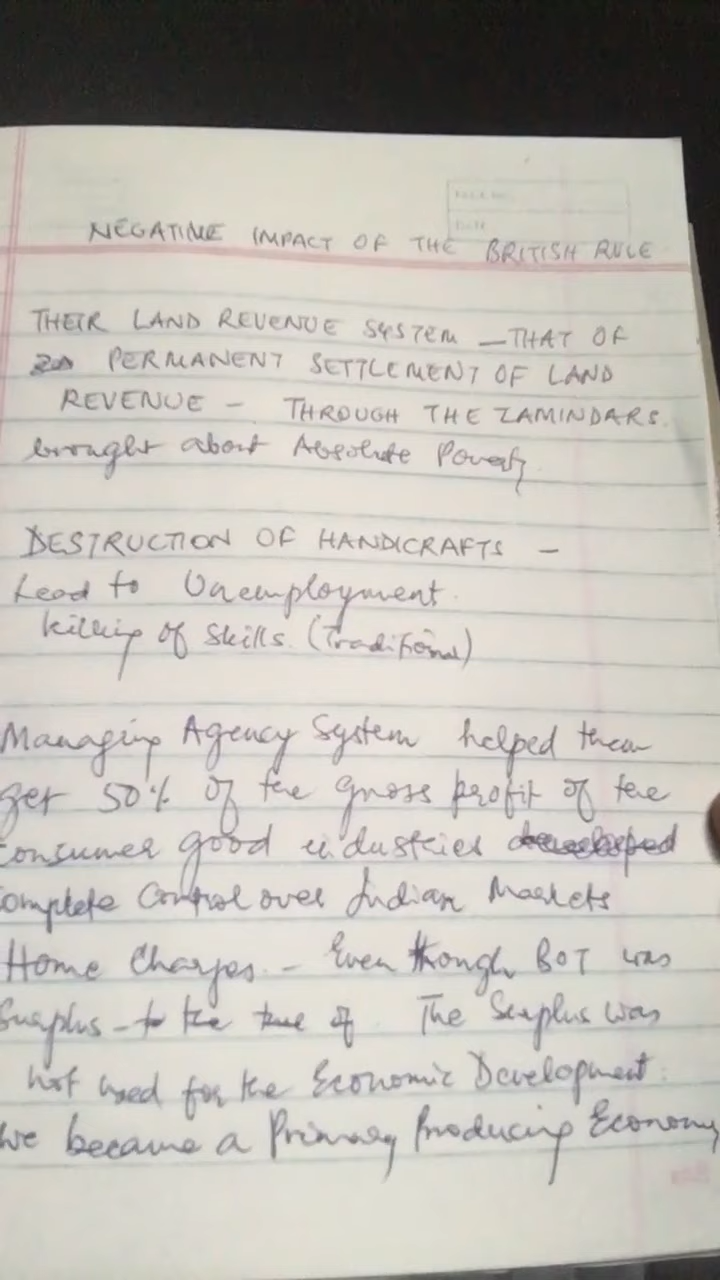 NEGATIVE IMPACT OF THE BRITISH RULE
THEIR LAND REVENUE SYSTEM — THAT OF
PERMANENT SETTLEMENT OF LAND
REVENUE — THROUGH THE ZAMINDARS.
brought about Absolute Poverty
DESTRUCTION OF HANDICRAFTS —
Lead to Unemployment.
killing of skills. (Traditional)
Managing Agency System helped them
get 50% of the gross profit of the
consumer good industries developed
complete Control over Indian Markets
Home Charges. — Even though BOT was
Surplus - to the tune of. The Surplus was
not used for the Economic Development.
We became a Primary Producing Economy